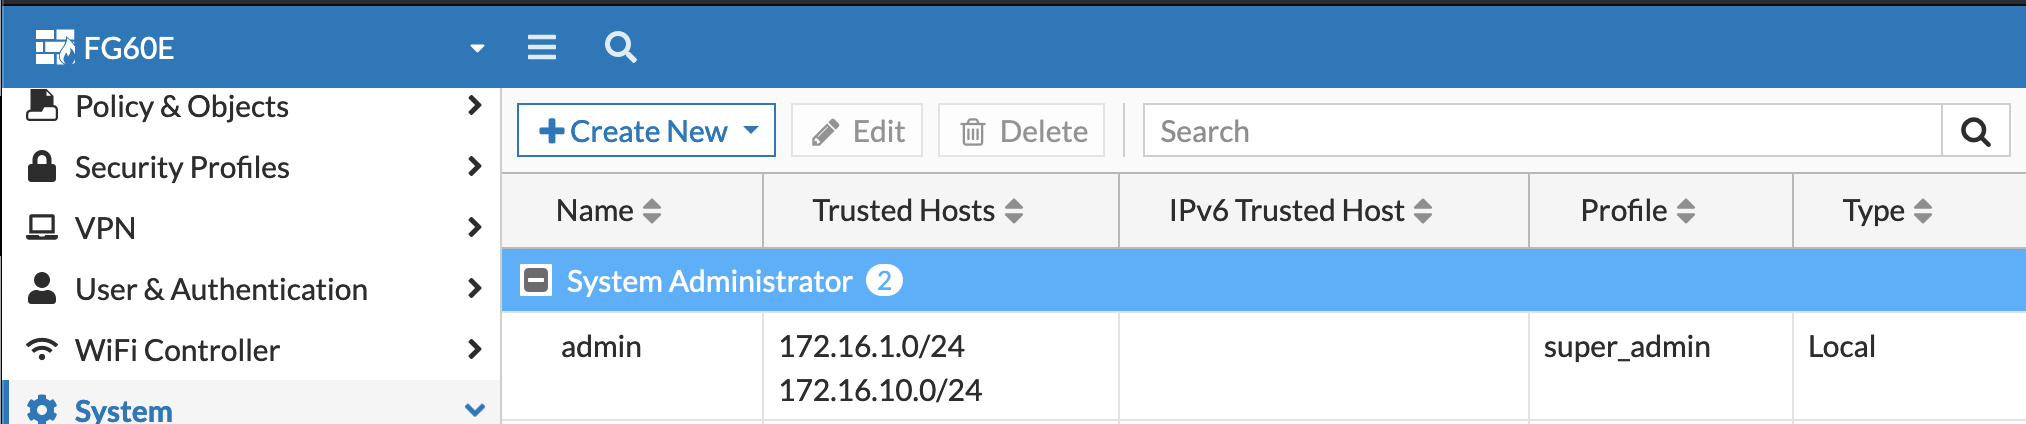 FG60E
Policy & Objects
Security Profiles
VPN
User & Authentication
WiFi Controller
System
Create New Edit Delete Search
Name Trusted Hosts IPv6 Trusted Host Profile Type
System Administrator 2
admin 172.16.1.0/24 super_admin Local
172.16.10.0/24